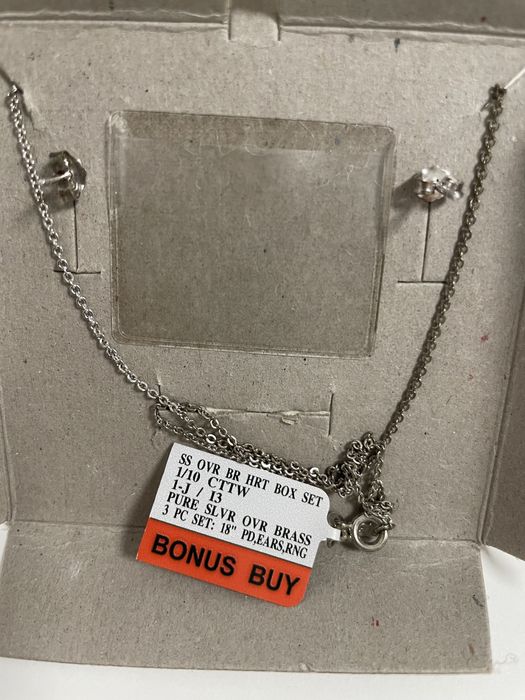 SS OVR BR HRT BOX SET
1/10 CTTW
1-J / I3
PURE SLVR OVR BRASS
3 PC SET: 18" PD,EARS,RNG
BONUS BUY